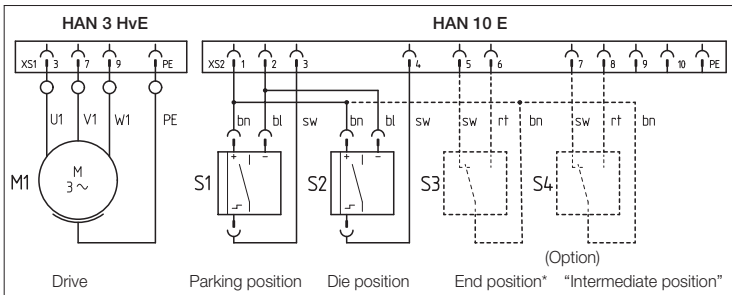 HAN 3 HvE HAN 10 E
XS1 3 7 9 PE XS2 1 2 3 4 5 6 7 8 9 10 PE
U1 V1 W1 PE bn bl sw bn bl sw sw rt bn sw rt bn
M1 M 3 ~ S1 + − S2 + − S3 S4
(Option)
Drive Parking position Die position End position* "Intermediate position"